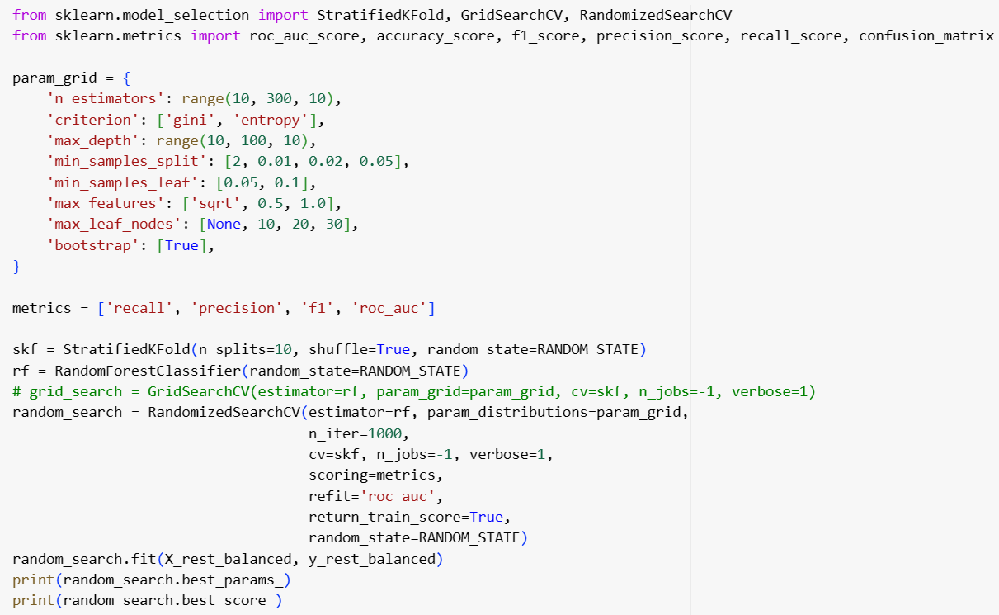 from sklearn.model_selection import StratifiedKFold, GridSearchCV, RandomizedSearchCV
from sklearn.metrics import roc_auc_score, accuracy_score, f1_score, precision_score, recall_score, confusion_matrix

param_grid = {
    'n_estimators': range(10, 300, 10),
    'criterion': ['gini', 'entropy'],
    'max_depth': range(10, 100, 10),
    'min_samples_split': [2, 0.01, 0.02, 0.05],
    'min_samples_leaf': [0.05, 0.1],
    'max_features': ['sqrt', 0.5, 1.0],
    'max_leaf_nodes': [None, 10, 20, 30],
    'bootstrap': [True],
}

metrics = ['recall', 'precision', 'f1', 'roc_auc']

skf = StratifiedKFold(n_splits=10, shuffle=True, random_state=RANDOM_STATE)
rf = RandomForestClassifier(random_state=RANDOM_STATE)
# grid_search = GridSearchCV(estimator=rf, param_grid=param_grid, cv=skf, n_jobs=-1, verbose=1)
random_search = RandomizedSearchCV(estimator=rf, param_distributions=param_grid,
                                   n_iter=1000,
                                   cv=skf, n_jobs=-1, verbose=1,
                                   scoring=metrics,
                                   refit='roc_auc',
                                   return_train_score=True,
                                   random_state=RANDOM_STATE)
random_search.fit(X_rest_balanced, y_rest_balanced)
print(random_search.best_params_)
print(random_search.best_score_)